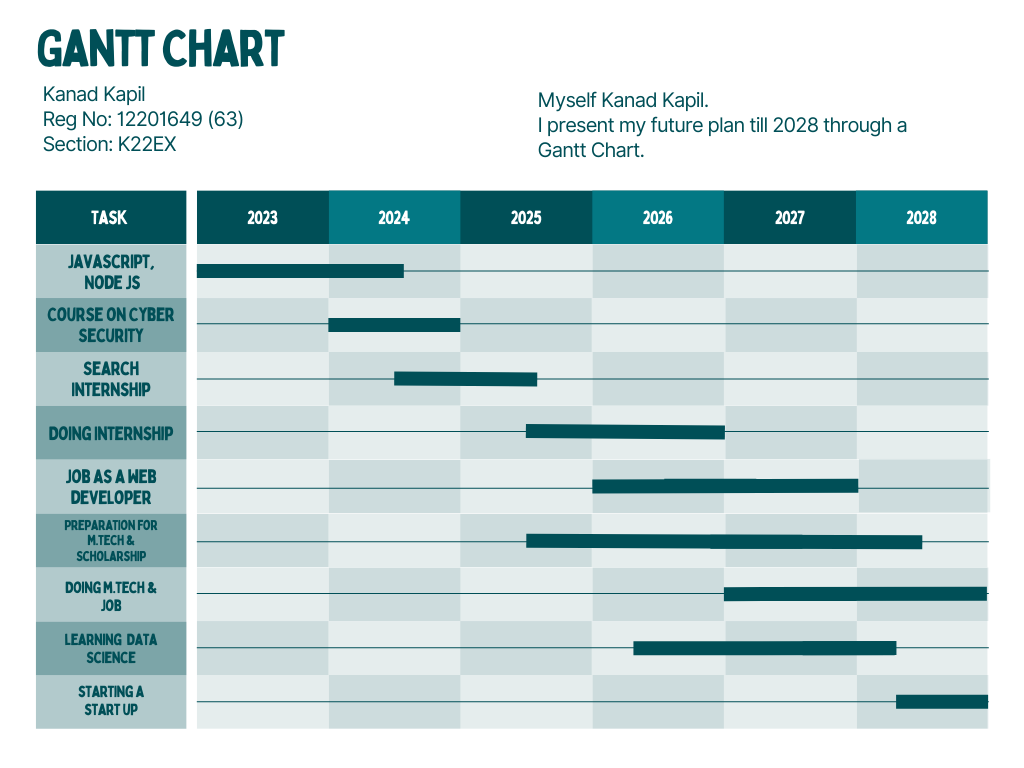 GANTT CHART
Kanad Kapil
Reg No: 12201649 (63)
Section: K22EX
Myself Kanad Kapil.
I present my future plan till 2028 through a
Gantt Chart.
TASK 2023 2024 2025 2026 2027 2028
JAVASCRIPT,
NODE JS
COURSE ON CYBER
SECURITY
SEARCH
INTERNSHIP
DOING INTERNSHIP
JOB AS A WEB
DEVELOPER
PREPARATION FOR
M.TECH &
SCHOLARSHIP
DOING M.TECH &
JOB
LEARNING DATA
SCIENCE
STARTING A
START UP